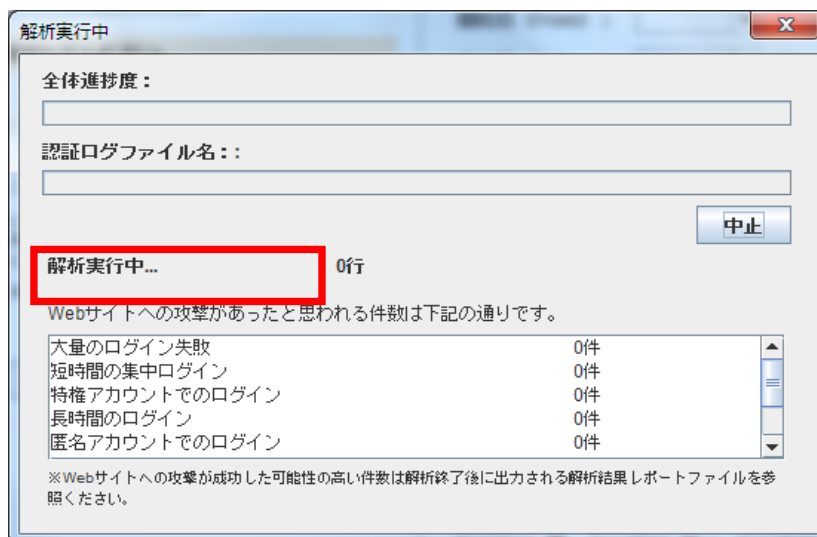 解析実行中
全体進捗度：
認証ログファイル名：:
中止
解析実行中... 0行
Webサイトへの攻撃があったと思われる件数は下記の通りです。
大量のログイン失敗 0件
短時間の集中ログイン 0件
特権アカウントでのログイン 0件
長時間のログイン 0件
匿名アカウントでのログイン 0件
※Webサイトへの攻撃が成功した可能性の高い件数は解析終了後に出力される解析結果レポートファイルを参
照ください。